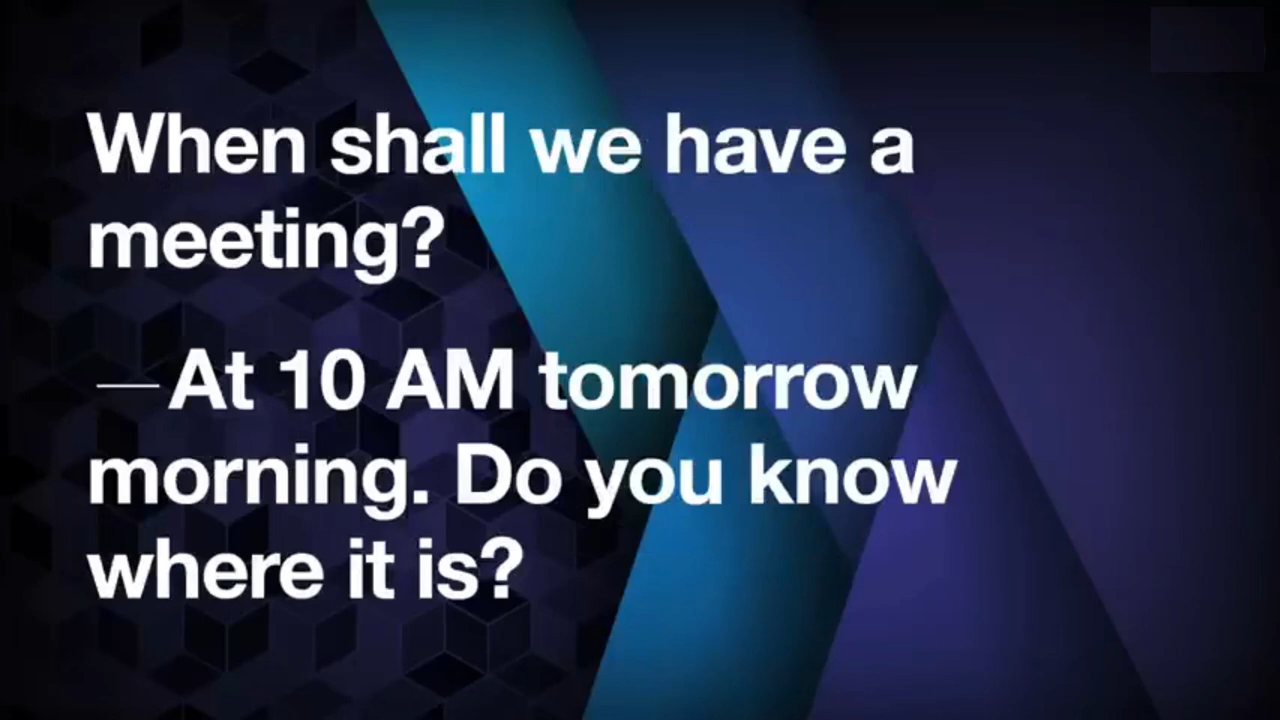 When shall we have a
meeting?
—At 10 AM tomorrow
morning. Do you know
where it is?